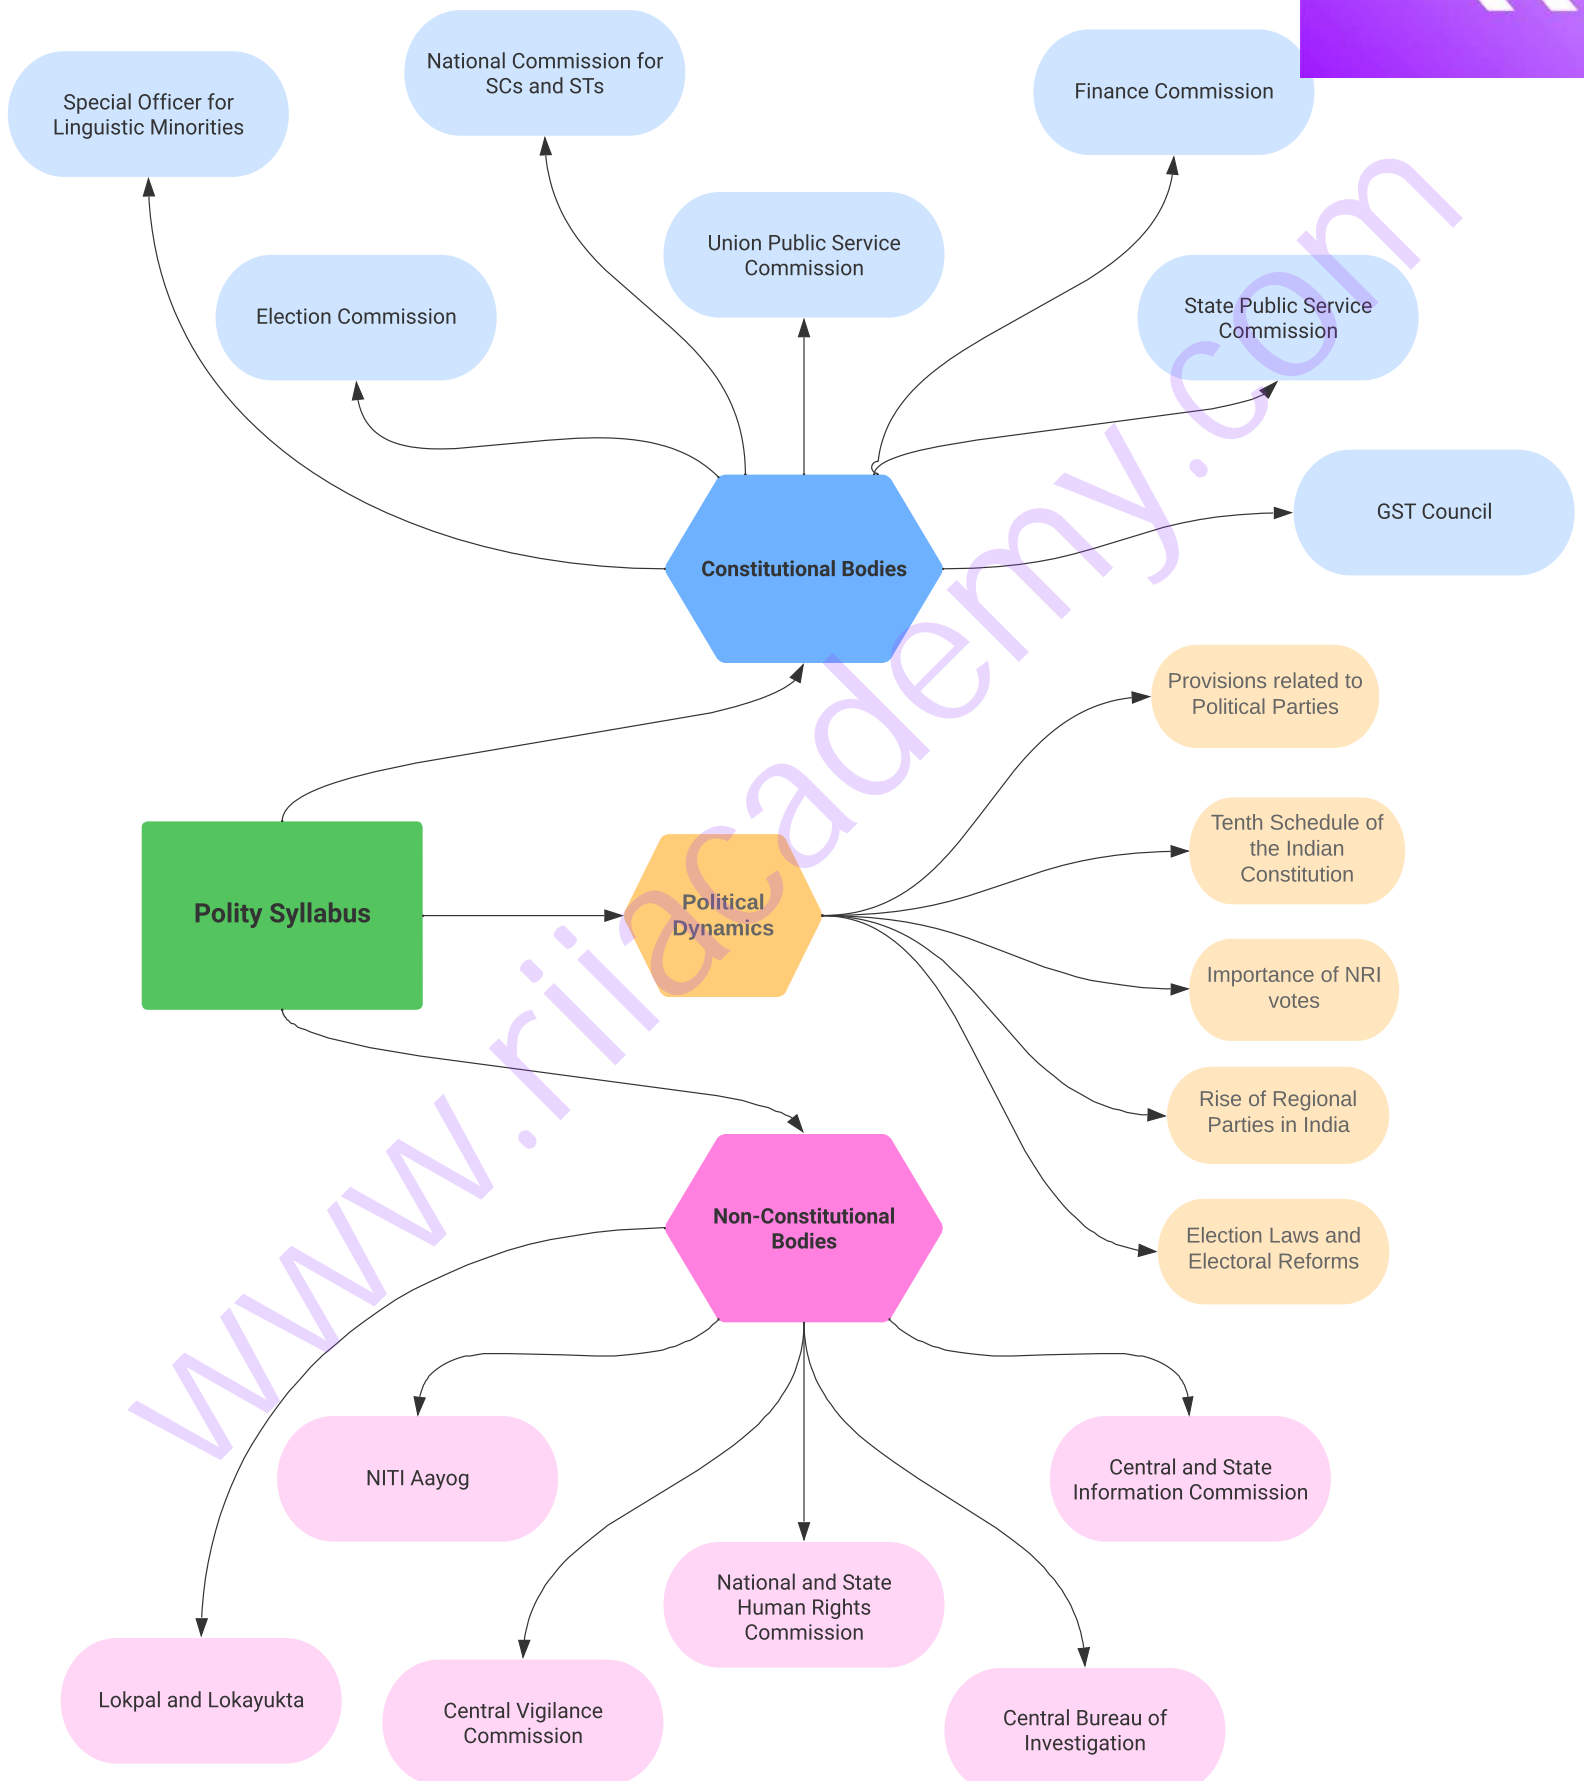 National Commission for
SCs and STs
Finance Commission
Special Officer for
Linguistic Minorities
Union Public Service
Commission
Election Commission
State Public Service
Commission
GST Council
Constitutional Bodies
Provisions related to
Political Parties
Tenth Schedule of
the Indian
Constitution
Polity Syllabus
Political
Dynamics
Importance of NRI
votes
Rise of Regional
Parties in India
Election Laws and
Electoral Reforms
Non-Constitutional
Bodies
NITI Aayog
Central and State
Information Commission
National and State
Human Rights
Commission
Lokpal and Lokayukta
Central Vigilance
Commission
Central Bureau of
Investigation
www.riiacademy.com